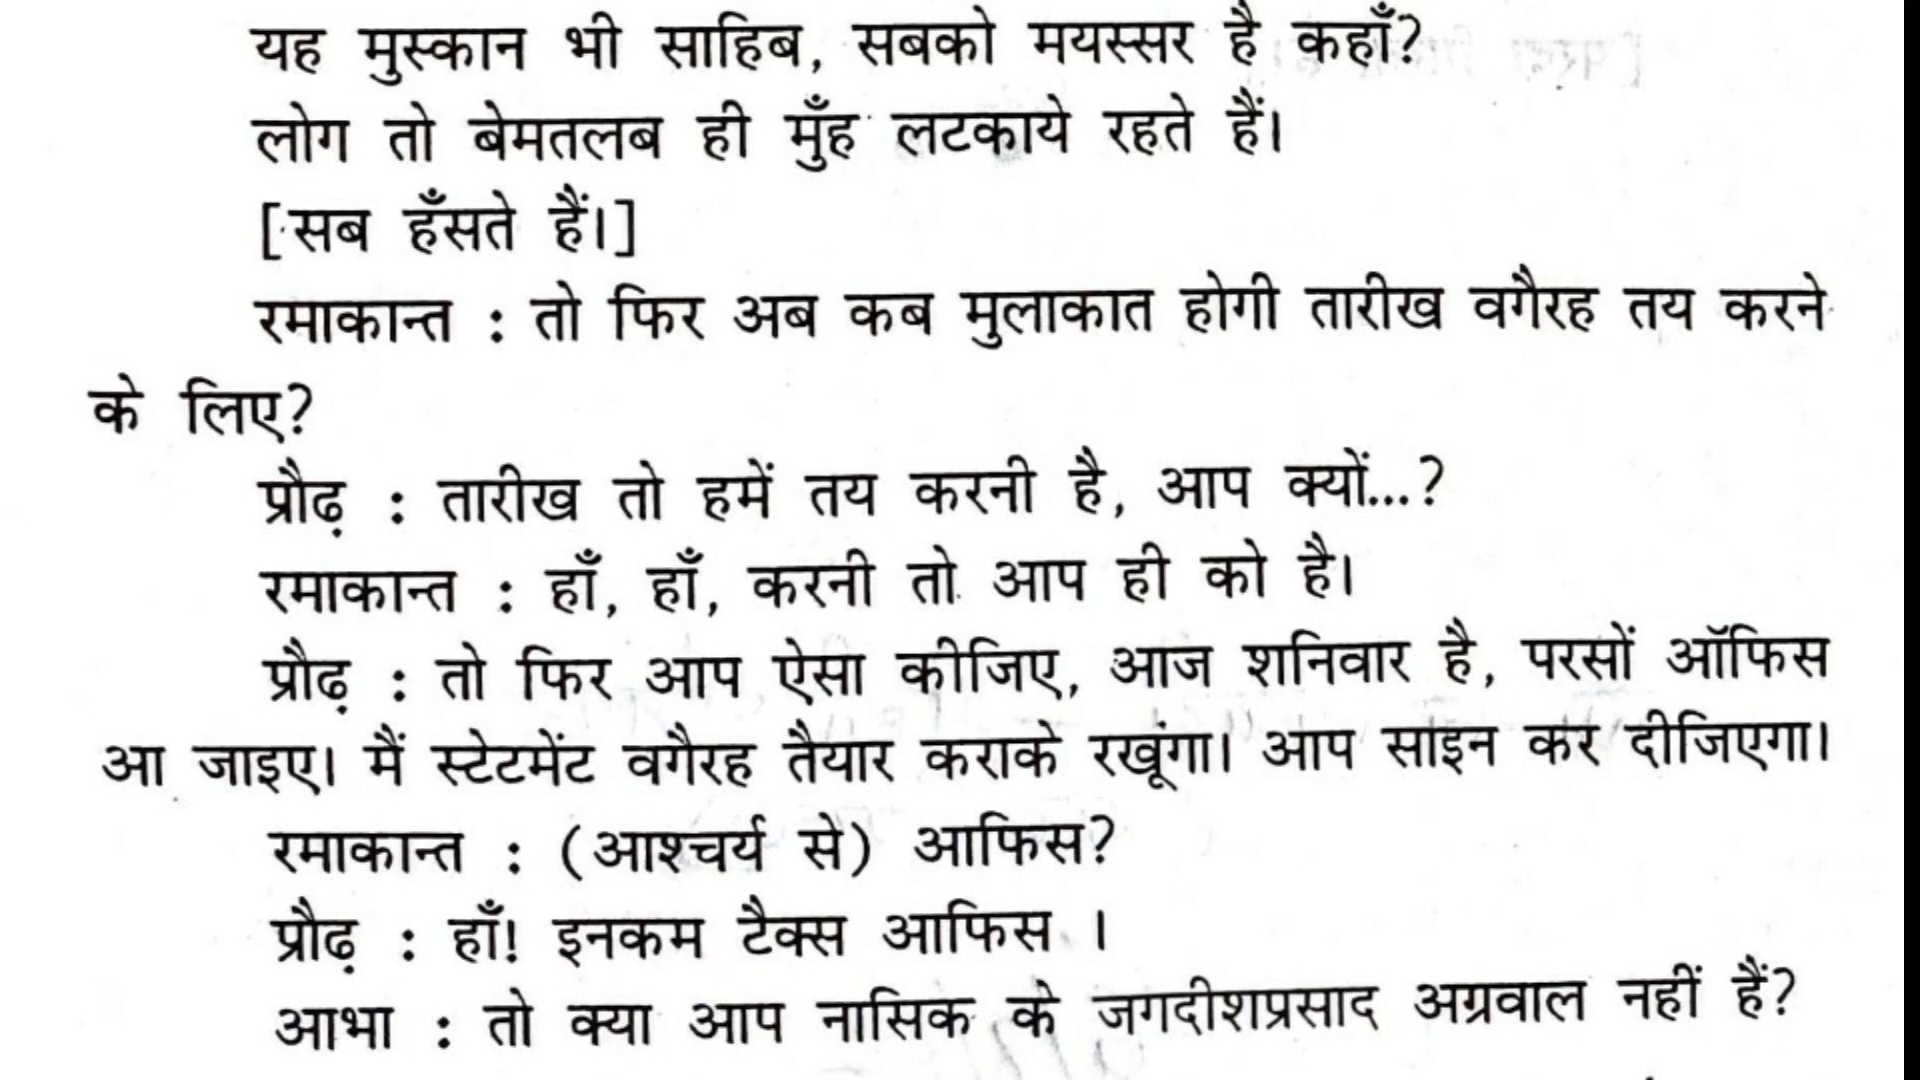 यह मुस्कान भी साहिब, सबको मयस्सर है कहाँ?
लोग तो बेमतलब ही मुँह लटकाये रहते हैं।
[सब हँसते हैं।]
रमाकान्त : तो फिर अब कब मुलाकात होगी तारीख वगैरह तय करने
के लिए?
प्रौढ़ : तारीख तो हमें तय करनी है, आप क्यों...?
रमाकान्त : हाँ, हाँ, करनी तो आप ही को है।
प्रौढ़ : तो फिर आप ऐसा कीजिए, आज शनिवार है, परसों ऑफिस
आ जाइए। मैं स्टेटमेंट वगैरह तैयार कराके रखूंगा। आप साइन कर दीजिएगा।
रमाकान्त : (आश्चर्य से) आफिस?
प्रौढ़ : हाँ! इनकम टैक्स आफिस ।
आभा : तो क्या आप नासिक के जगदीशप्रसाद अग्रवाल नहीं हैं?